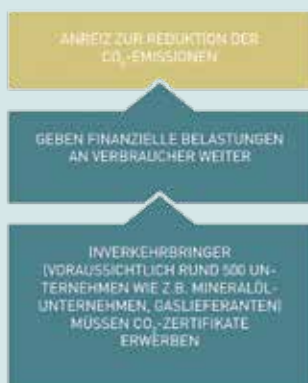 ANREIZ ZUR REDUKTION DER
CO₂-EMISSIONEN
GEBEN FINANZIELLE BELASTUNGEN
AN VERBRAUCHER WEITER
INVERKEHRBRINGER
(VORAUSSICHTLICH RUND 500 UN-
TERNEHMEN WIE Z.B. MINERALÖL-
UNTERNEHMEN, GASLIEFERANTEN)
MÜSSEN CO₂-ZERTIFIKATE
ERWERBEN